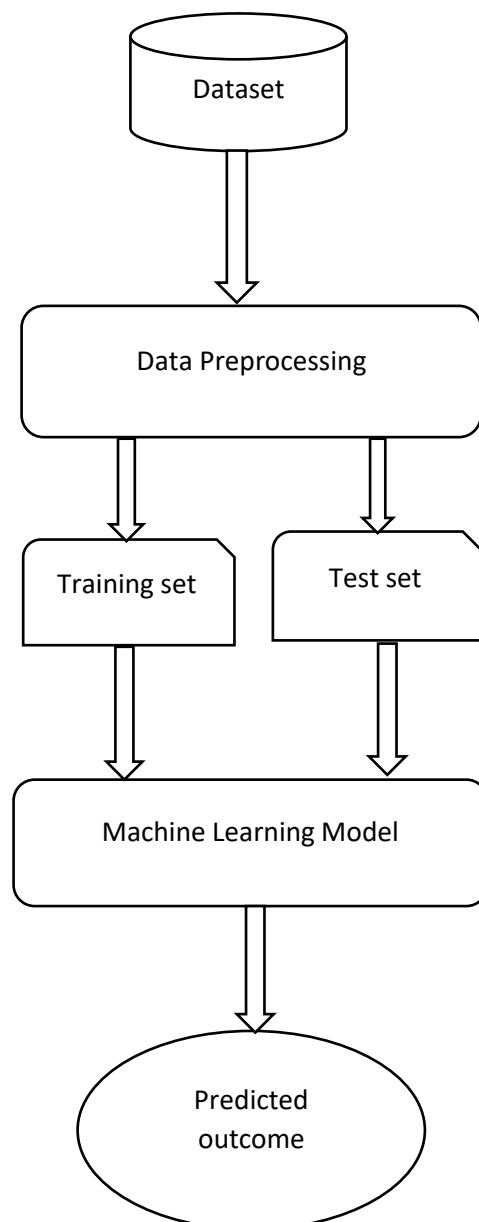 Dataset
Data Preprocessing
Training set
Test set
Machine Learning Model
Predicted
outcome